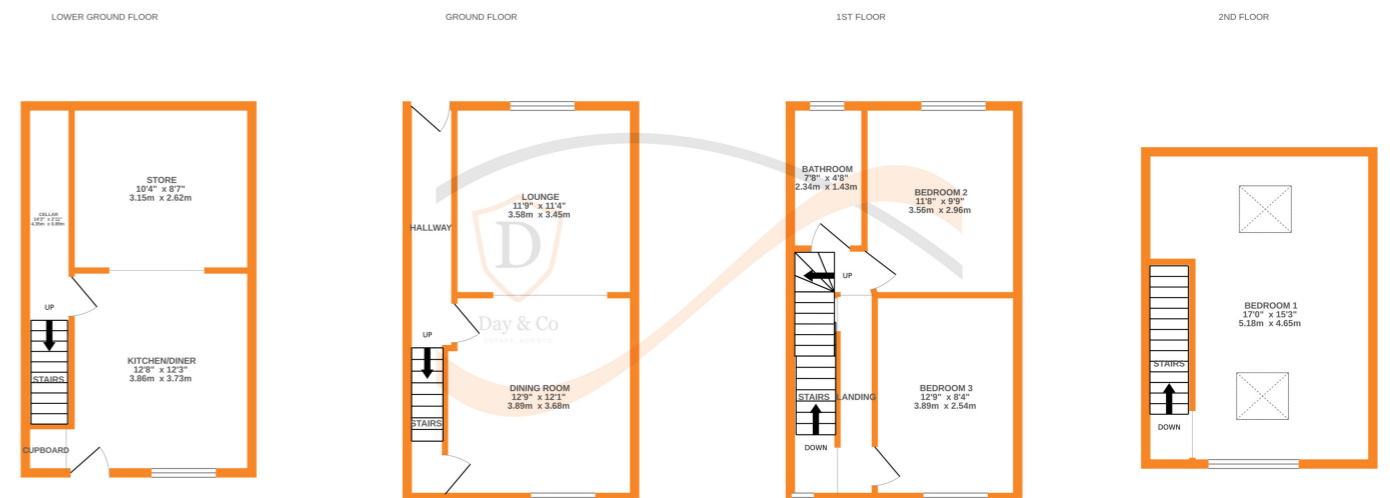 LOWER GROUND FLOOR
STORE
10'4" x 8'7"
3.15m x 2.62m
CELLAR
UP
STAIRS
KITCHEN/DINER
12'8" x 12'3"
3.86m x 3.73m
CUPBOARD
GROUND FLOOR
LOUNGE
11'9" x 11'4"
3.58m x 3.45m
HALLWAY
D
Day & Co
ESTATE AGENTS
UP
DINING ROOM
12'9" x 12'1"
3.89m x 3.68m
STAIRS
1ST FLOOR
BATHROOM
7'8" x 4'8"
2.34m x 1.43m
BEDROOM 2
11'8" x 9'9"
3.56m x 2.96m
UP
BEDROOM 3
12'9" x 8'4"
3.89m x 2.54m
STAIRS
LANDING
DOWN
2ND FLOOR
BEDROOM 1
17'0" x 15'3"
5.18m x 4.65m
STAIRS
DOWN